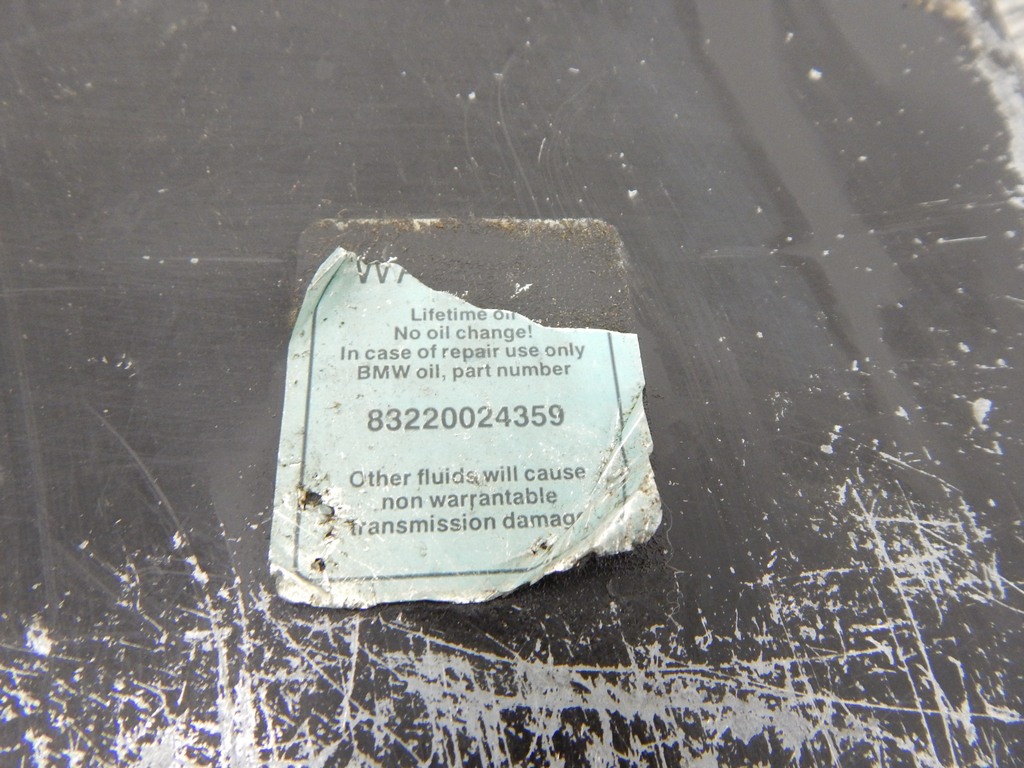 Lifetime oil
No oil change!
In case of repair use only
BMW oil, part number
83220024359
Other fluids will cause
non warrantable
transmission damage